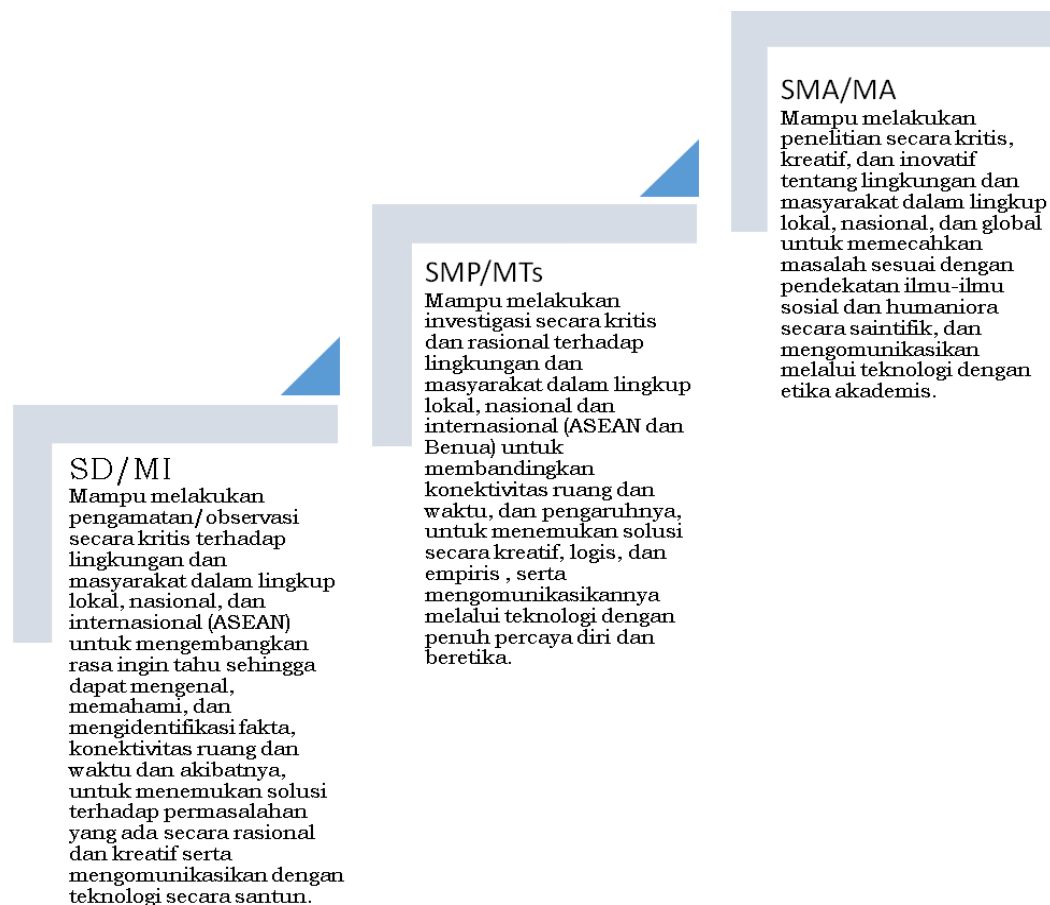 SMA/MA
Mampu melakukan
penelitian secara kritis,
kreatif, dan inovatif
tentang lingkungan dan
masyarakat dalam lingkup
lokal, nasional, dan global
untuk memecahkan
masalah sesuai dengan
pendekatan ilmu-ilmu
sosial dan humaniora
secara saintifik, dan
mengomunikasikan
melalui teknologi dengan
etika akademis.
SMP/MTs
Mampu melakukan
investigasi secara kritis
dan rasional terhadap
lingkungan dan
masyarakat dalam lingkup
lokal, nasional dan
internasional (ASEAN dan
Benua) untuk
membandingkan
konektivitas ruang dan
waktu, dan pengaruhnya,
untuk menemukan solusi
secara kreatif, logis, dan
empiris , serta
mengomunikasikannya
melalui teknologi dengan
penuh percaya diri dan
beretika.
SD/MI
Mampu melakukan
pengamatan/observasi
secara kritis terhadap
lingkungan dan
masyarakat dalam lingkup
lokal, nasional, dan
internasional (ASEAN)
untuk mengembangkan
rasa ingin tahu sehingga
dapat mengenal,
memahami, dan
mengidentifikasi fakta,
konektivitas ruang dan
waktu dan akibatnya,
untuk menemukan solusi
terhadap permasalahan
yang ada secara rasional
dan kreatif serta
mengomunikasikan dengan
teknologi secara santun.